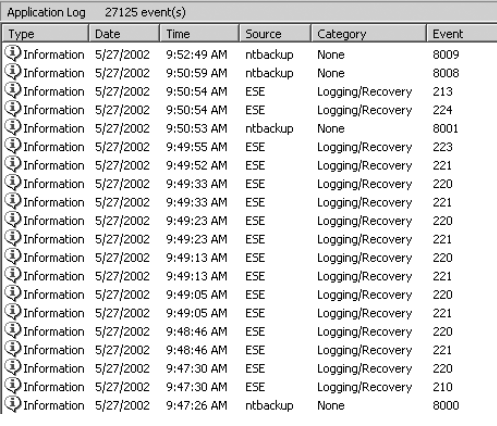 Application Log 27125 event(s)
Type Date Time Source Category Event
Information 5/27/2002 9:52:49 AM ntbackup None 8009
Information 5/27/2002 9:50:59 AM ntbackup None 8008
Information 5/27/2002 9:50:54 AM ESE Logging/Recovery 213
Information 5/27/2002 9:50:54 AM ESE Logging/Recovery 224
Information 5/27/2002 9:50:53 AM ntbackup None 8001
Information 5/27/2002 9:49:55 AM ESE Logging/Recovery 223
Information 5/27/2002 9:49:52 AM ESE Logging/Recovery 221
Information 5/27/2002 9:49:33 AM ESE Logging/Recovery 220
Information 5/27/2002 9:49:33 AM ESE Logging/Recovery 221
Information 5/27/2002 9:49:23 AM ESE Logging/Recovery 220
Information 5/27/2002 9:49:23 AM ESE Logging/Recovery 221
Information 5/27/2002 9:49:13 AM ESE Logging/Recovery 220
Information 5/27/2002 9:49:13 AM ESE Logging/Recovery 221
Information 5/27/2002 9:49:05 AM ESE Logging/Recovery 220
Information 5/27/2002 9:49:05 AM ESE Logging/Recovery 221
Information 5/27/2002 9:48:46 AM ESE Logging/Recovery 220
Information 5/27/2002 9:48:46 AM ESE Logging/Recovery 221
Information 5/27/2002 9:47:30 AM ESE Logging/Recovery 220
Information 5/27/2002 9:47:30 AM ESE Logging/Recovery 210
Information 5/27/2002 9:47:26 AM ntbackup None 8000